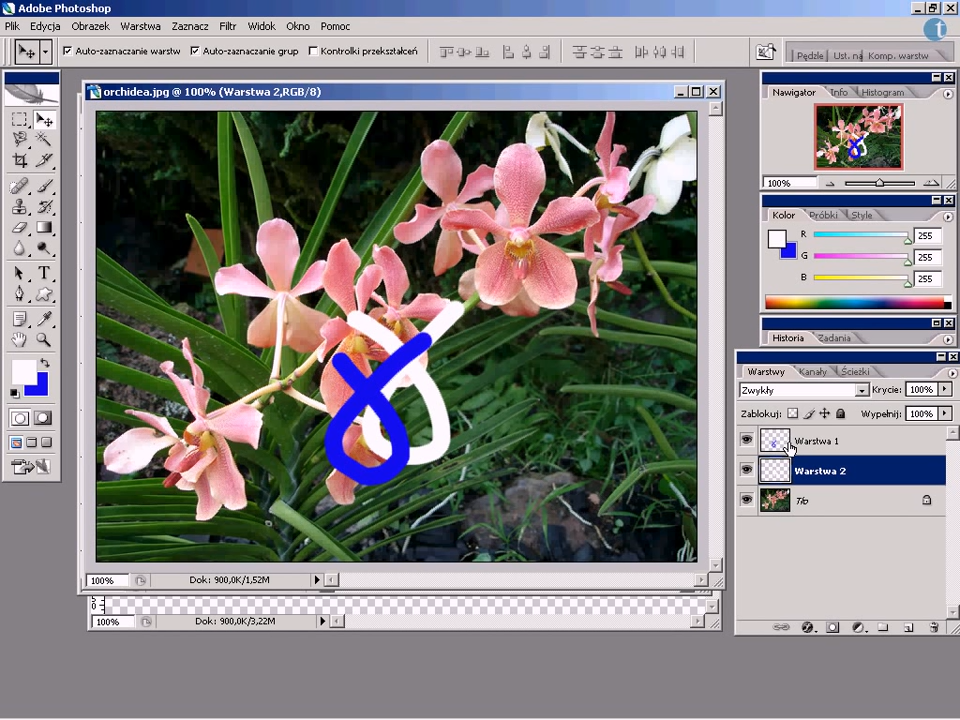 Adobe Photoshop
Plik Edycja Obrazek Warstwa Zaznacz Filtr Widok Okno Pomoc
Auto-zaznaczanie warstw Auto-zaznaczanie grup Kontrolki przekształceń
Pędzle Ust. na Komp. warstw
orchidea.jpg @ 100% (Warstwa 2,RGB/8)
Nawigator Info Histogram
100%
Kolor Próbki Style
R 255
G 255
B 255
Historia Zadania
Warstwy Kanały Ścieżki
Zwykły Krycie: 100%
Zablokuj: Wypełnij: 100%
Warstwa 1
Warstwa 2
Tło
100% Dok: 900,0K/1,52M
100% Dok: 900,0K/3,22M